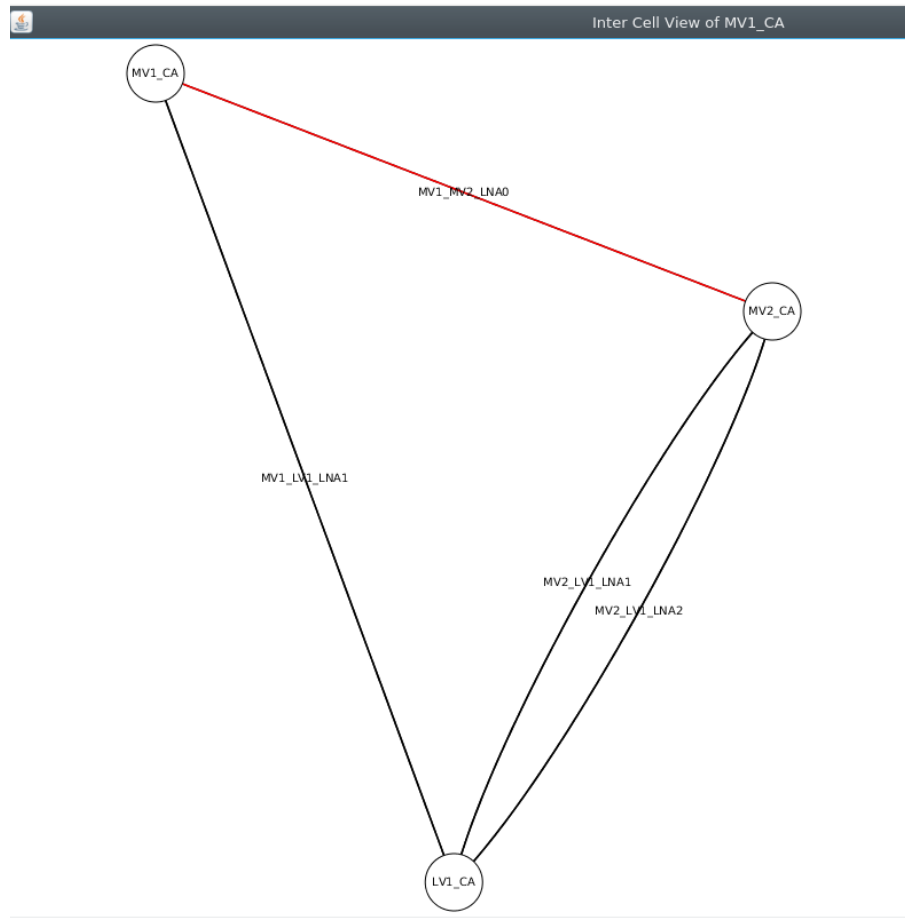 Inter Cell View of MV1_CA
MV1_CA
MV1_MV2_LNA0
MV2_CA
MV1_LV1_LNA1
MV2_LV1_LNA1
MV2_LV1_LNA2
LV1_CA